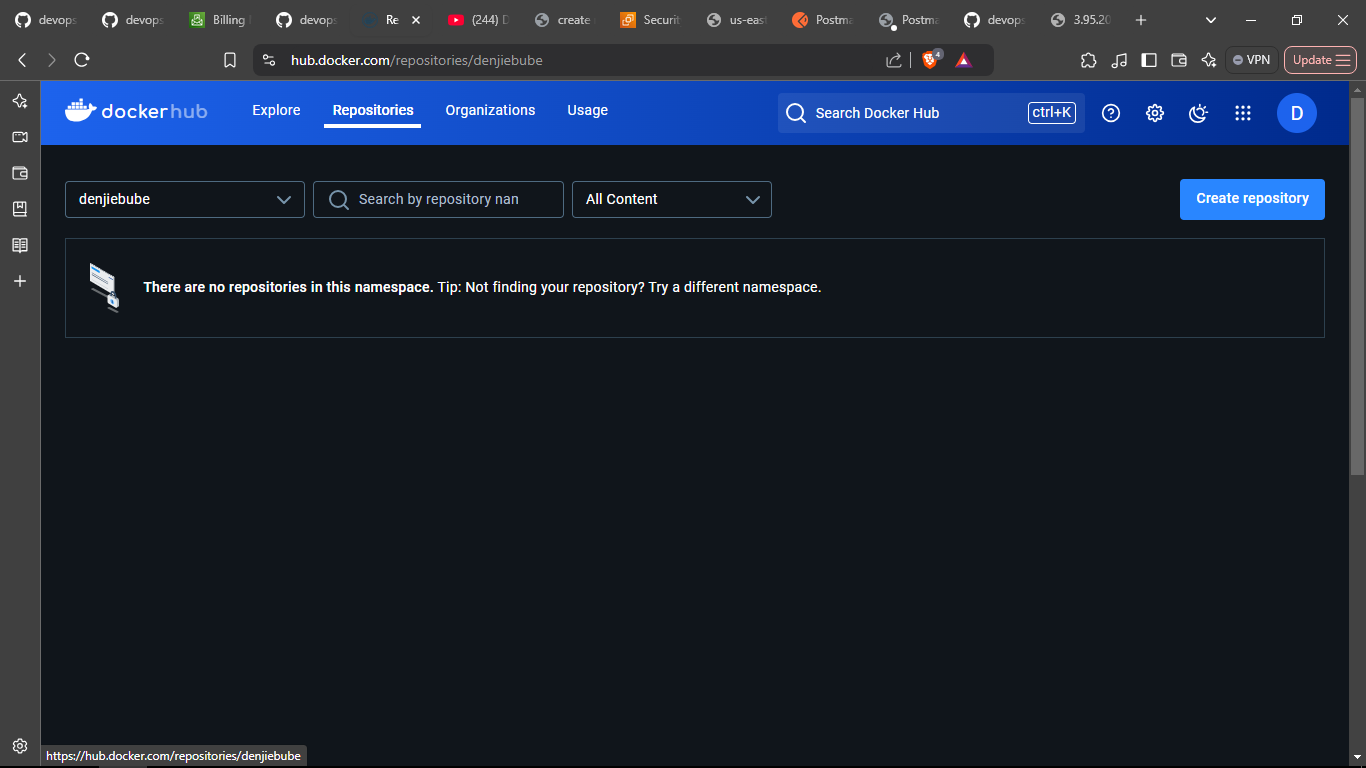 devops
devops
Billing
devops
Re
(244) D
create
Securit
us-east
Postma
Postma
devops
3.95.20
hub.docker.com/repositories/denjiebube
4
VPN
Update
dockerhub
Explore
Repositories
Organizations
Usage
Search Docker Hub
ctrl+K
D
denjiebube
Search by repository nan
All Content
Create repository
There are no repositories in this namespace. Tip: Not finding your repository? Try a different namespace.
https://hub.docker.com/repositories/denjiebube